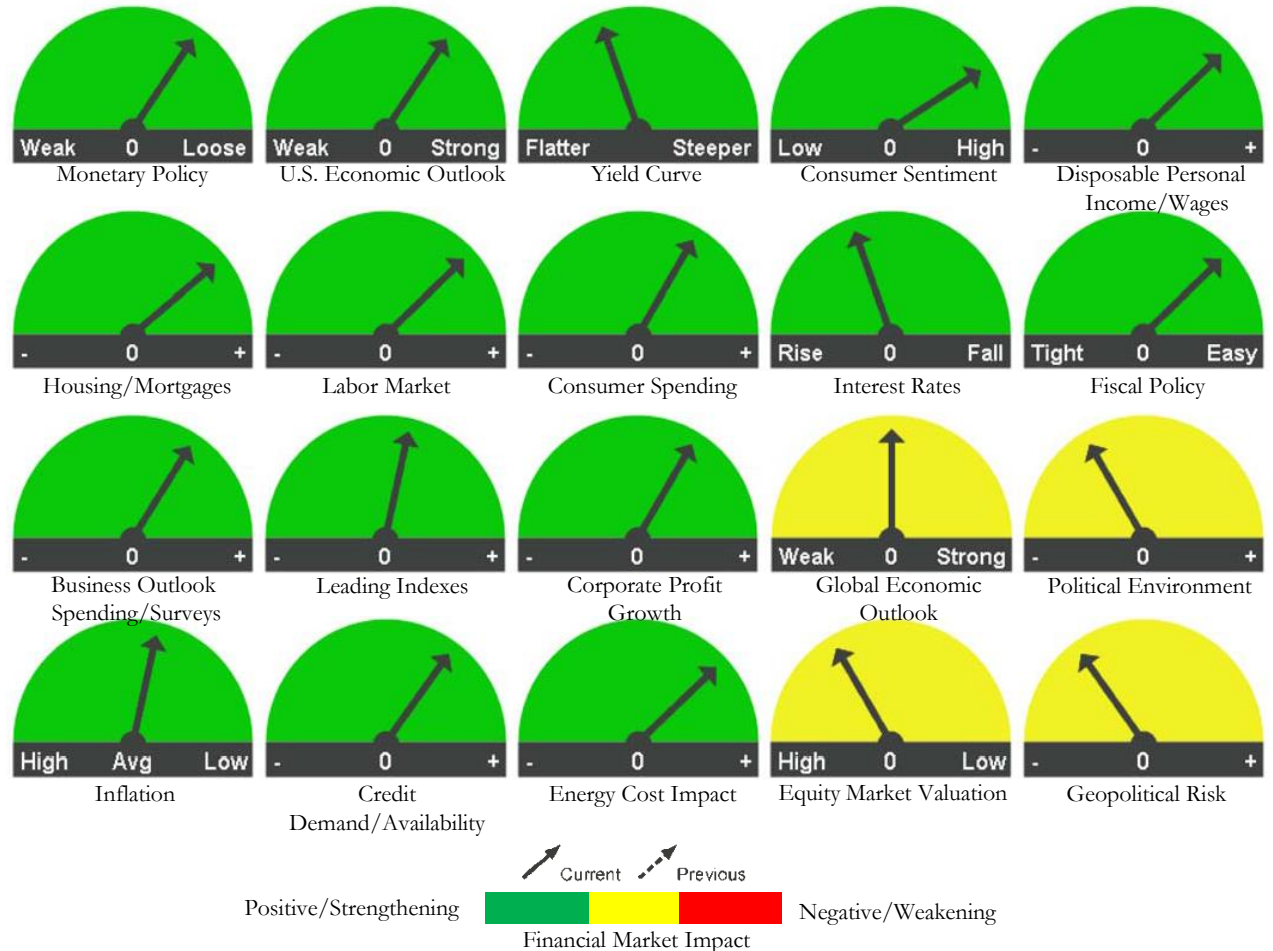 Weak 0 Loose
Monetary Policy
Weak 0 Strong
U.S. Economic Outlook
Flatter Steeper
Yield Curve
Low 0 High
Consumer Sentiment
- 0 +
Disposable Personal
Income/Wages
- 0 +
Housing/Mortgages
- 0 +
Labor Market
- 0 +
Consumer Spending
Rise 0 Fall
Interest Rates
Tight 0 Easy
Fiscal Policy
- 0 +
Business Outlook
Spending/Surveys
- 0 +
Leading Indexes
- 0 +
Corporate Profit
Growth
Weak 0 Strong
Global Economic
Outlook
- 0 +
Political Environment
High Avg Low
Inflation
- 0 +
Credit
Demand/Availability
- 0 +
Energy Cost Impact
High 0 Low
Equity Market Valuation
- 0 +
Geopolitical Risk
Current Previous
Positive/Strengthening Negative/Weakening
Financial Market Impact